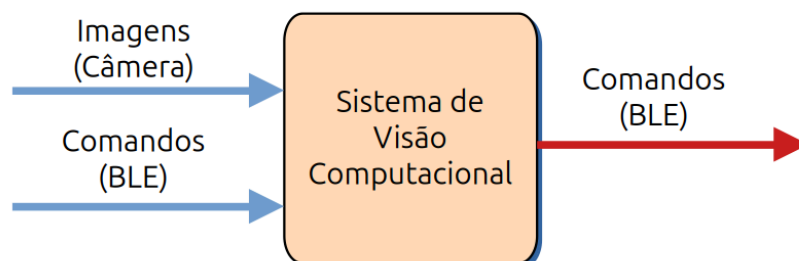 Imagens
(Câmera)
Comandos
(BLE)
Sistema de
Visão
Computacional
Comandos
(BLE)